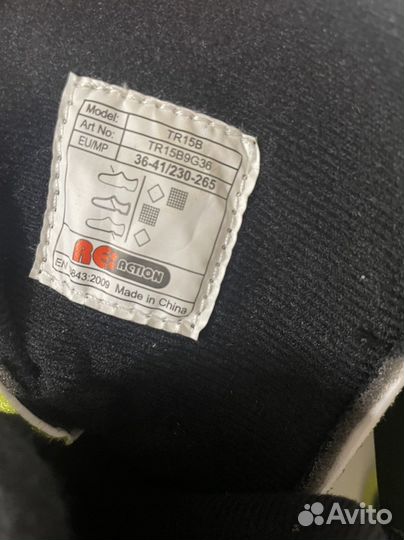 Model: TR15B
Art No: TR15B9G36
EU/MP 36-41/230-265
RE:ACTION
EN 843:2009 Made in China
Avito